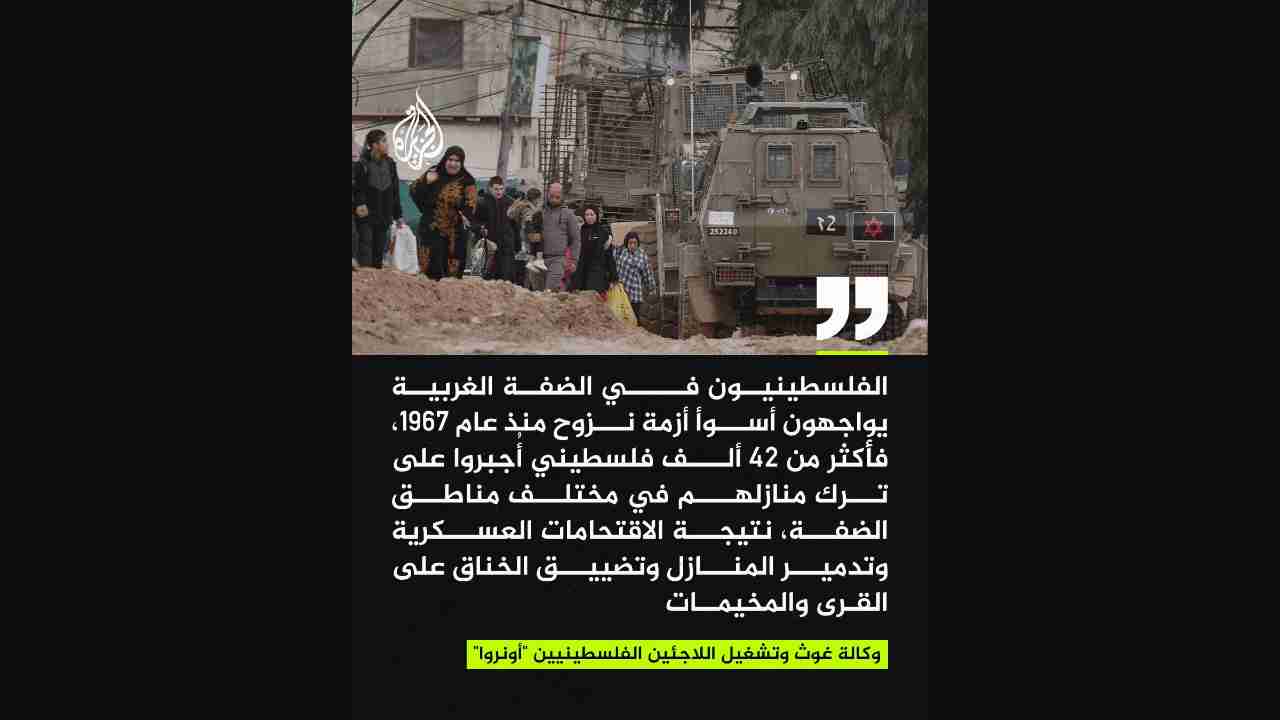 الجزيرة
252240
25
الفلسطينيون في الضفة الغربية
يواجهون أسوأ أزمة نزوح منذ عام 1967،
فأكثر من 42 ألف فلسطيني أُجبروا على
ترك منازلهم في مختلف مناطق
الضفة، نتيجة الاقتحامات العسكرية
وتدمير المنازل وتضييق الخناق على
القرى والمخيمات
وكالة غوث وتشغيل اللاجئين الفلسطينيين "أونروا"